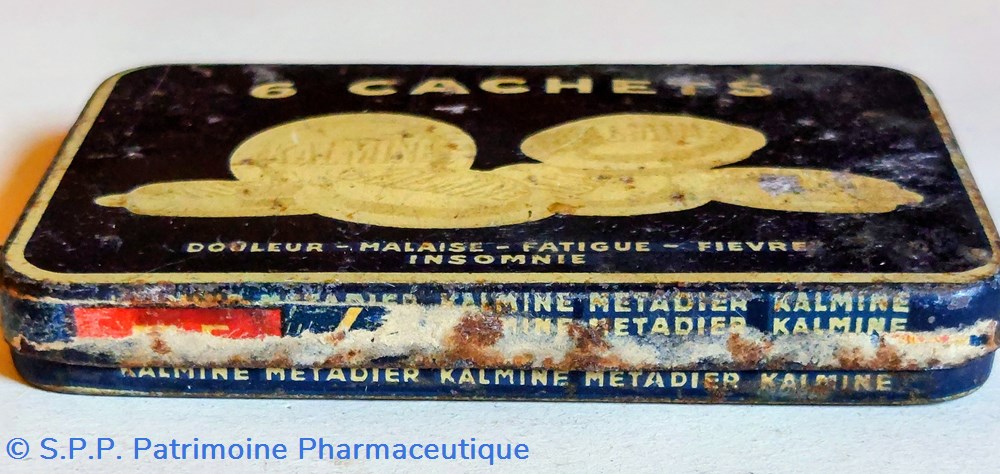 6 CACHETS
DOULEUR - MALAISE - FATIGUE - FIEVRE
INSOMNIE
METADIER KALMINE METADIER KALMINE
METADIER KALMINE
KALMINE METADIER KALMINE METADIER KALMINE
© S.P.P. Patrimoine Pharmaceutique